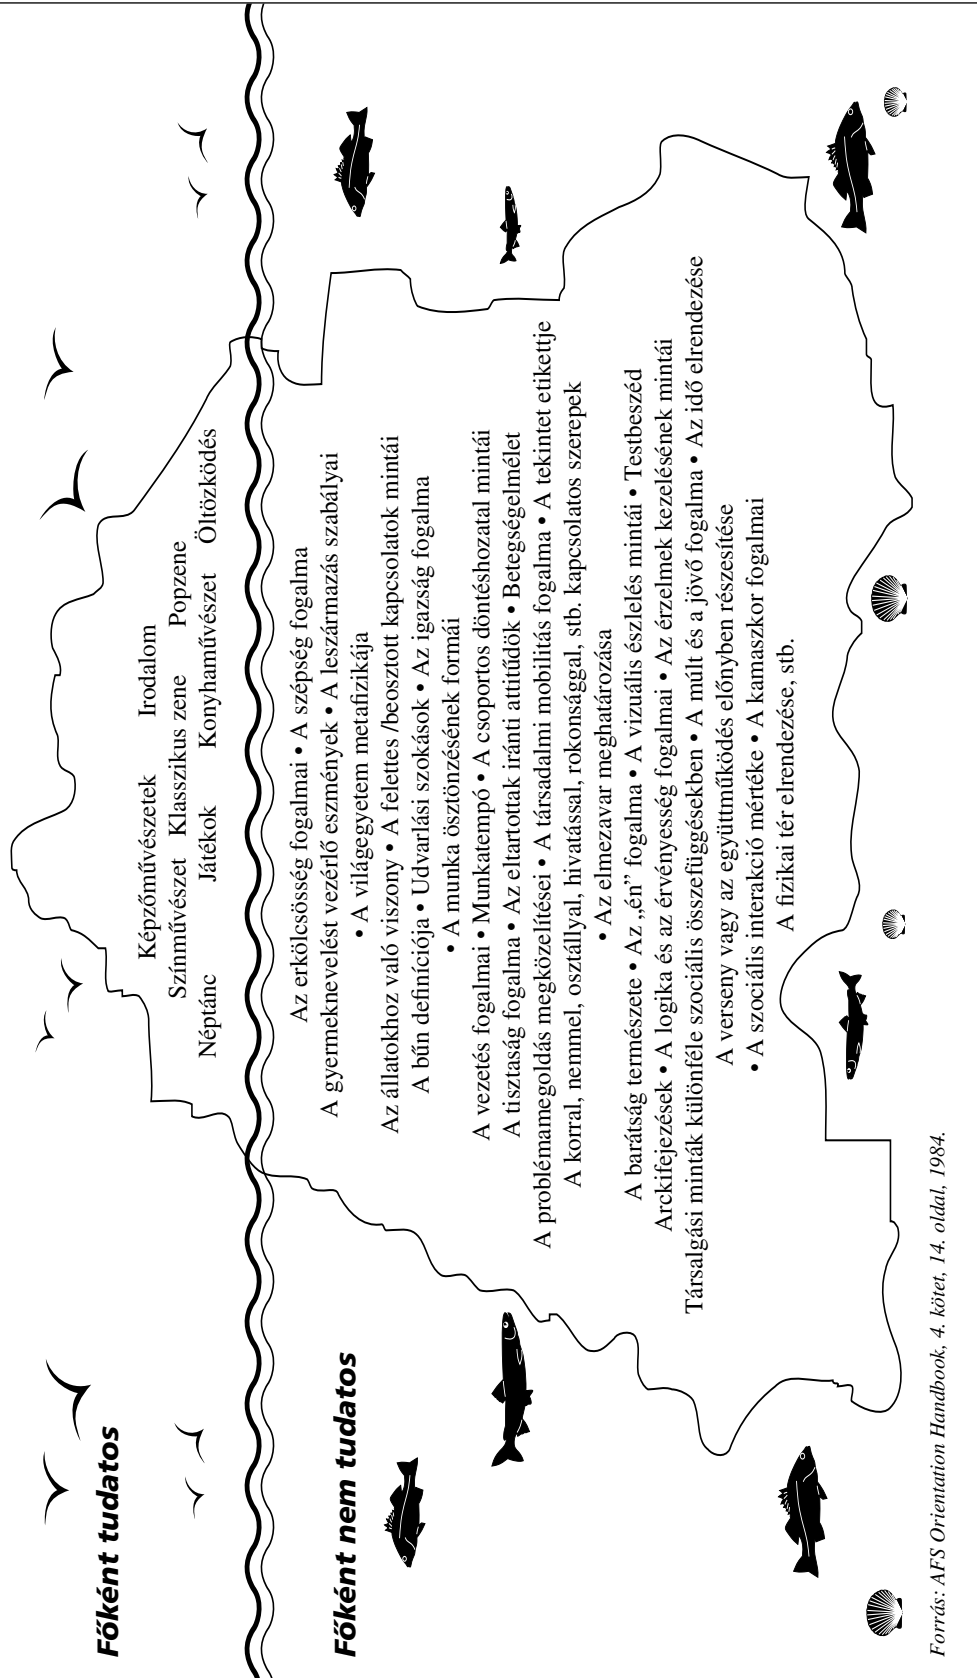 Főként tudatos
Képzőművészetek Irodalom
Színművészet Klasszikus zene Popzene
Néptánc Játékok Konyhaművészet Öltözködés
Főként nem tudatos
Az erkölcsösség fogalmai • A szépség fogalma
A gyermeknevelést vezérlő eszmények • A leszármazás szabályai
• A világegyetem metafizikája
Az állatokhoz való viszony • A felettes /beosztott kapcsolatok mintái
A bűn definíciója • Udvarlási szokások • Az igazság fogalma
• A munka ösztönzésének formái
A vezetés fogalmai • Munkatempó • A csoportos döntéshozatal mintái
A tisztaság fogalma • Az eltartottak iránti attitűdök • Betegségelmélet
A problémamegoldás megközelítései • A társadalmi mobilitás fogalma • A tekintet etikettje
A korral, nemmel, osztállyal, hivatással, rokonsággal, stb. kapcsolatos szerepek
• Az elmezavar meghatározása
A barátság természete • Az „én” fogalma • A vizuális észlelés mintái • Testbeszéd
Arckifejezések • A logika és az érvényesség fogalmai • Az érzelmek kezelésének mintái
Társalgási minták különféle szociális összefüggésekben • A múlt és a jövő fogalma • Az idő elrendezése
A verseny vagy az együttműködés előnyben részesítése
• A szociális interakció mértéke • A kamaszkor fogalmai
A fizikai tér elrendezése, stb.
Forrás: AFS Orientation Handbook, 4. kötet, 14. oldal, 1984.